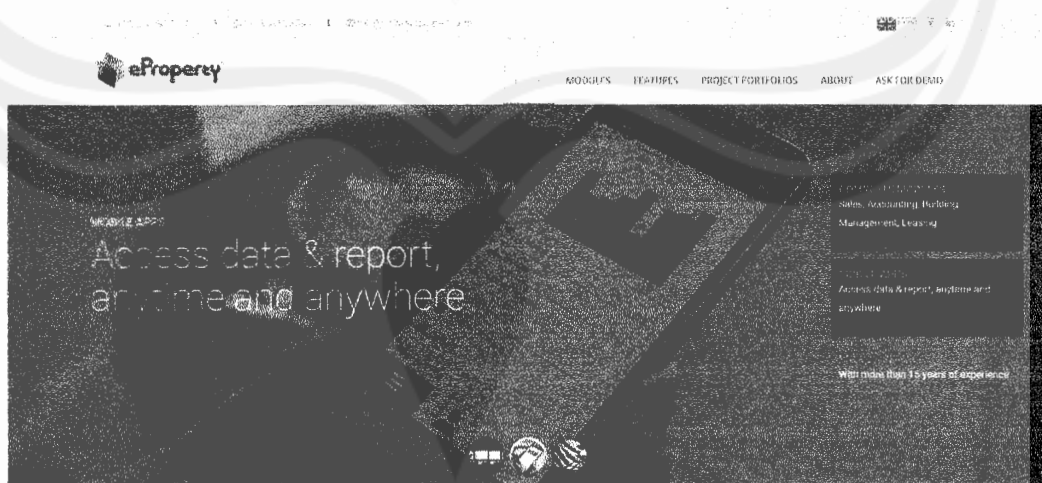 eProperty
MODULES FEATURES PROJECT PORTFOLIOS ABOUT ASK FOR DEMO
MOBILE APPS
Access data & report,
anytime and anywhere
Sales, Accounting, Building
Management, Leasing
Access data & report, anytime and
anywhere
With more than 15 years of experience